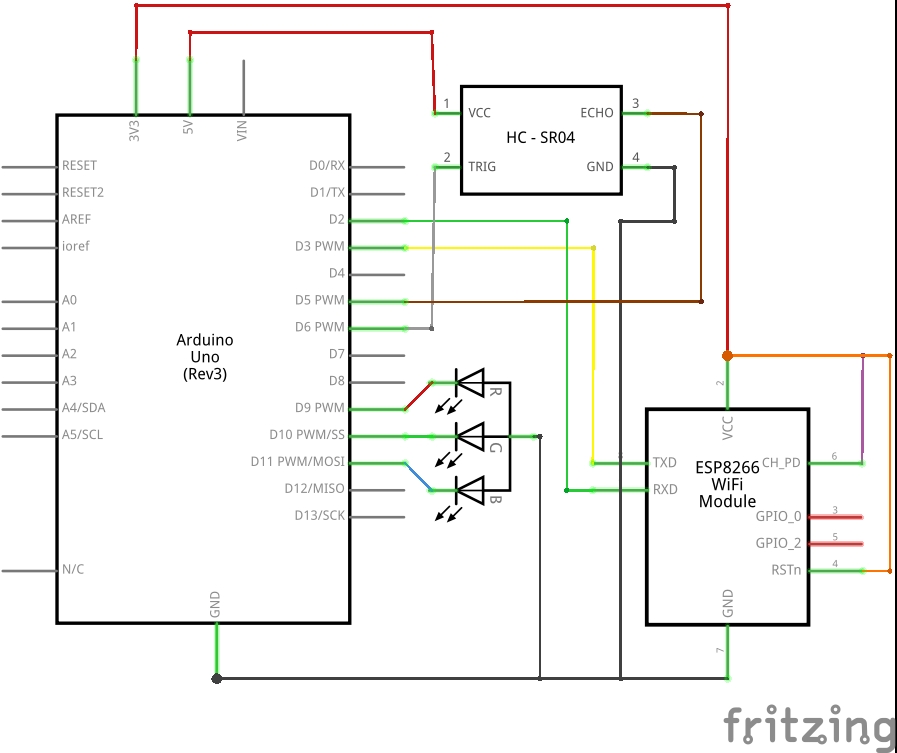 3V3
5V
VIN
RESET
RESET2
AREF
ioref
A0
A1
A2
A3
A4/SDA
A5/SCL
N/C
Arduino
Uno
(Rev3)
D0/RX
D1/TX
D2
D3 PWM
D4
D5 PWM
D6 PWM
D7
D8
D9 PWM
D10 PWM/SS
D11 PWM/MOSI
D12/MISO
D13/SCK
GND
1
VCC
2
TRIG
HC - SR04
3
ECHO
4
GND
R
G
B
2
VCC
TXD
RXD
ESP8266
WiFi
Module
CH_PD
6
GPIO_0
3
GPIO_2
5
RSTn
4
GND
7
fritzing